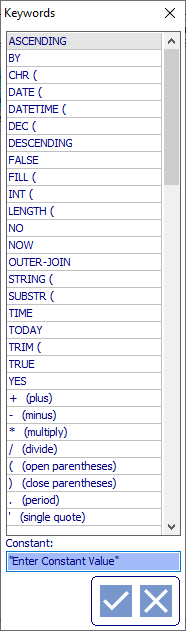 Keywords
ASCENDING
BY
CHR (
DATE (
DATETIME (
DEC (
DESCENDING
FALSE
FILL (
INT (
LENGTH (
NO
NOW
OUTER-JOIN
STRING (
SUBSTR (
TIME
TODAY
TRIM (
TRUE
YES
+ (plus)
- (minus)
* (multiply)
/ (divide)
( (open parentheses)
) (close parentheses)
. (period)
' (single quote)
Constant:
"Enter Constant Value"